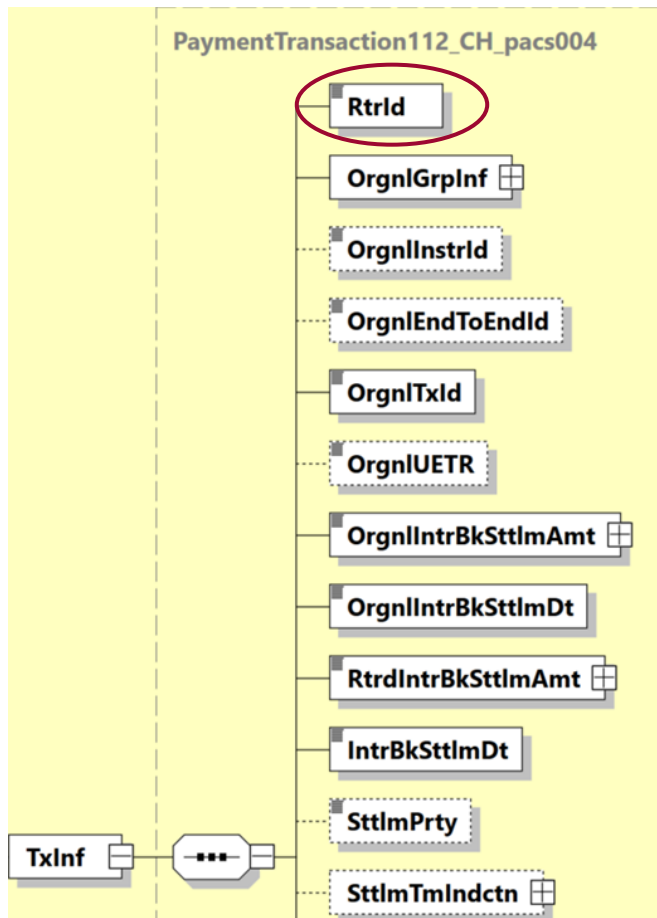 PaymentTransaction112_CH_pacs004
RtrId
OrgnlGrpInf
OrgnlInstrId
OrgnlEndToEndId
OrgnlTxId
OrgnlUETR
OrgnlIntrBkSttlmAmt
OrgnlIntrBkSttlmDt
RtrdIntrBkSttlmAmt
IntrBkSttlmDt
SttlmPrty
TxInf
SttlmTmIndctn